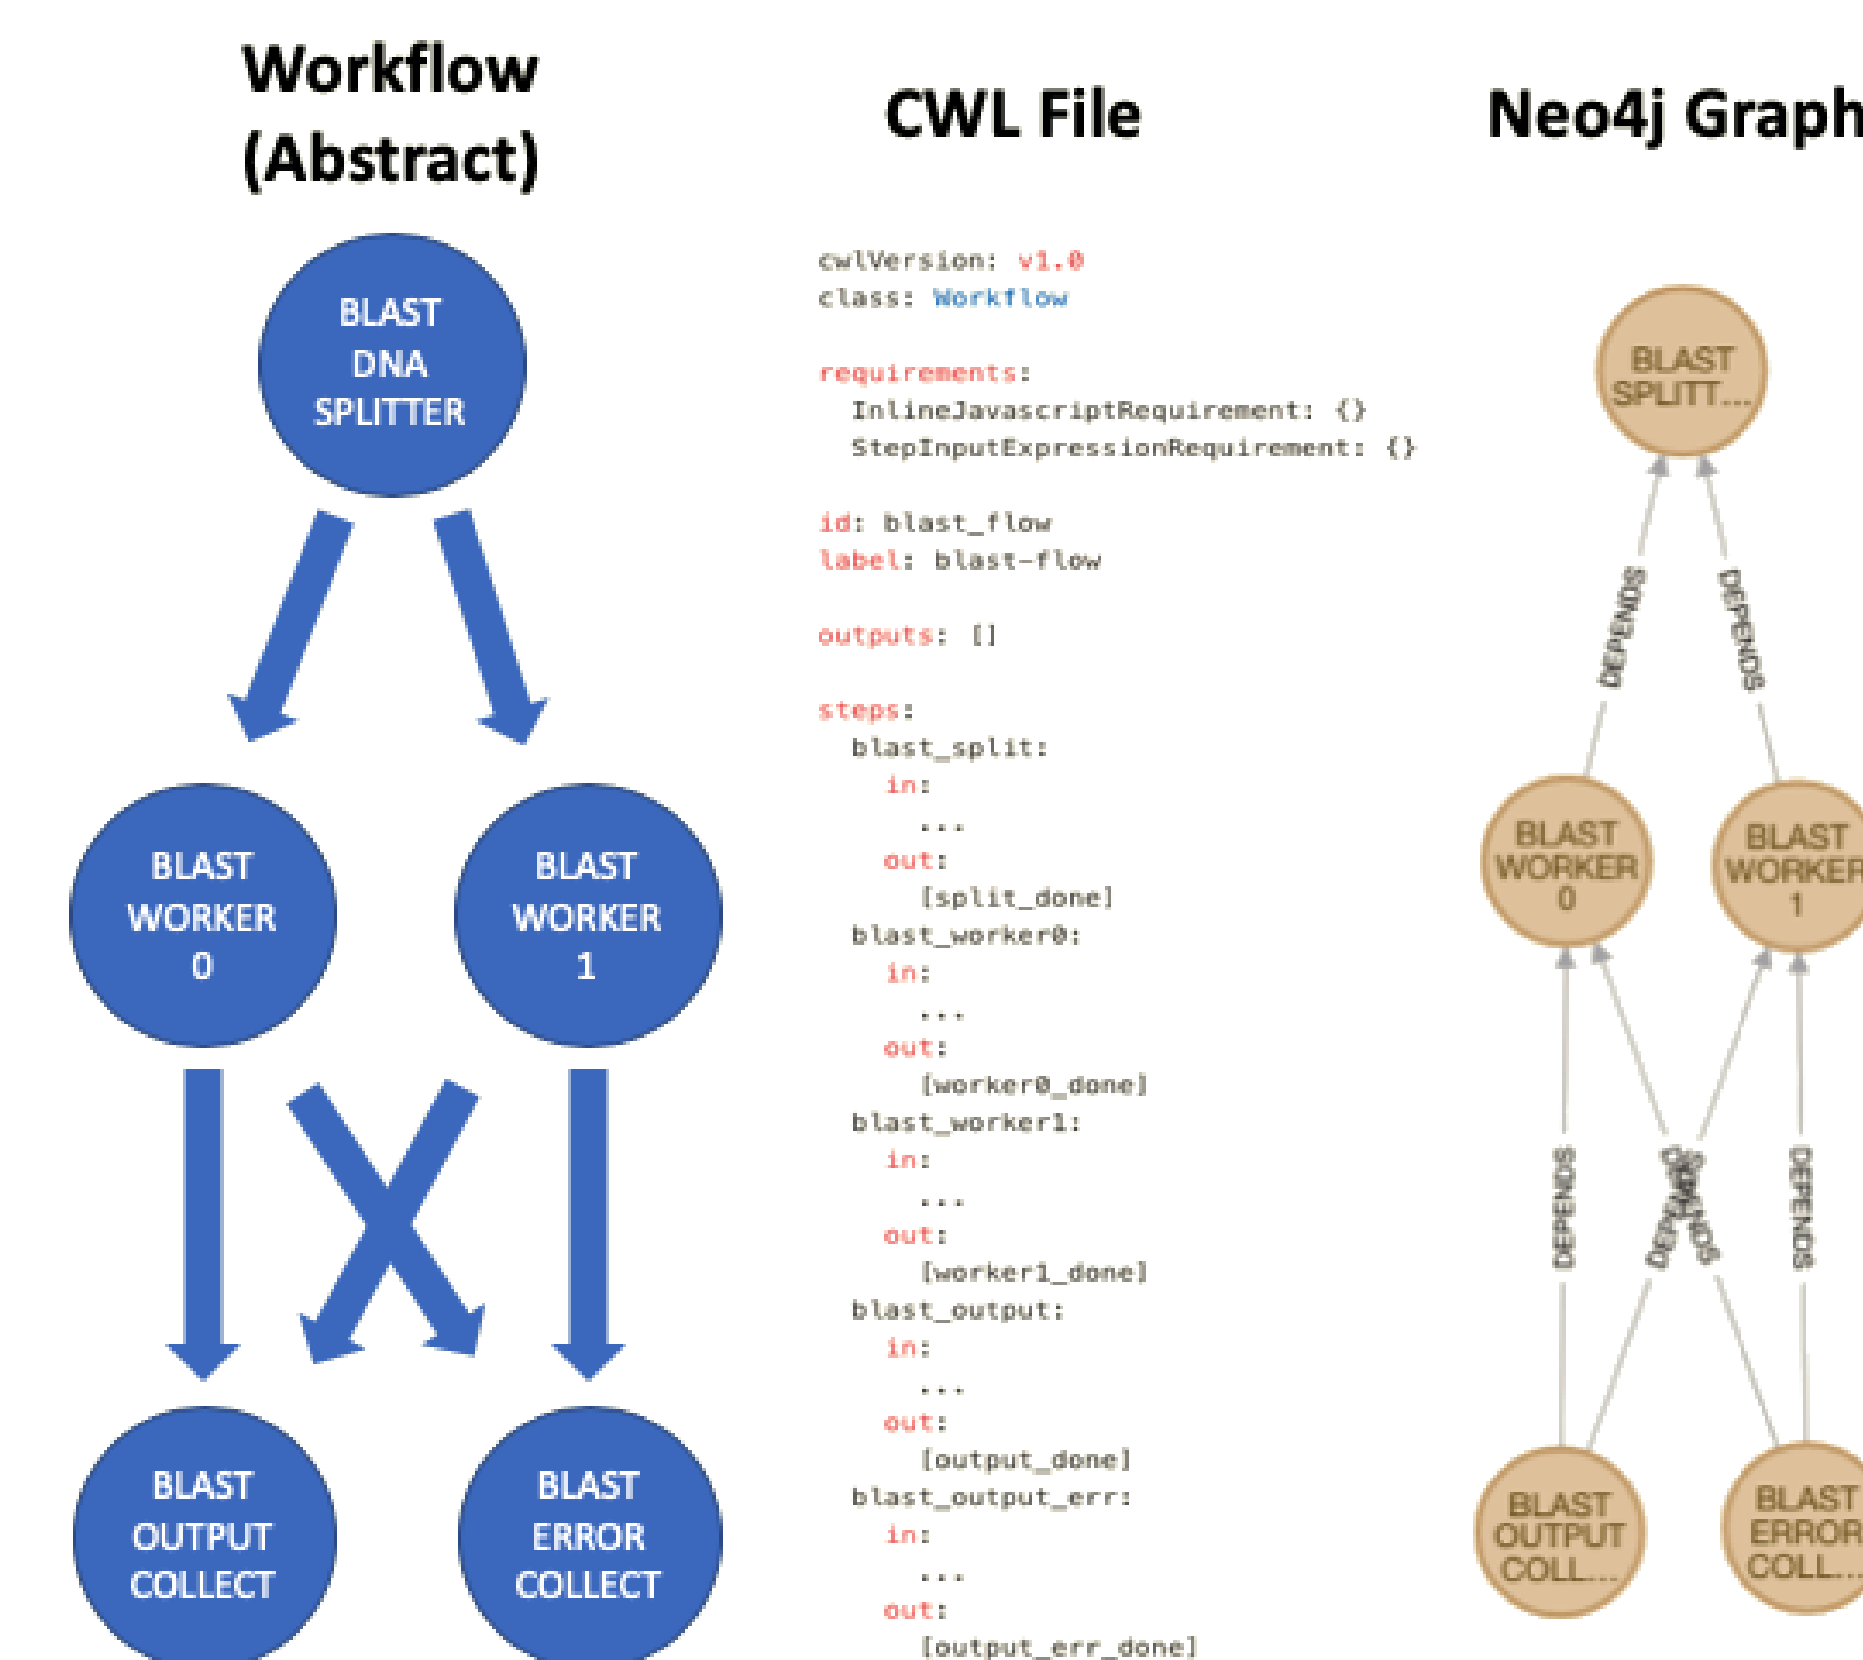 Workflow
(Abstract)
BLAST
DNA
SPLITTER
BLAST
WORKER
0
BLAST
WORKER
1
BLAST
OUTPUT
COLLECT
BLAST
ERROR
COLLECT
CWL File
cwlVersion: v1.0
class: Workflow
requirements:
InlineJavascriptRequirement: {}
StepInputExpressionRequirement: {}
id: blast_flow
label: blast-flow
outputs: []
steps:
blast_split:
in:
...
out:
[split_done]
blast_worker0:
in:
...
out:
[worker0_done]
blast_worker1:
in:
...
out:
[worker1_done]
blast_output:
in:
...
out:
[output_done]
blast_output_err:
in:
...
out:
[output_err_done]
Neo4j Graph
BLAST
SPLITT...
DEPENDS
DEPENDS
BLAST
WORKER
0
BLAST
WORKER
1
DEPENDS
DEPENDS
DEPENDS
DEPENDS
BLAST
OUTPUT
COLL...
BLAST
ERROR
COLL...